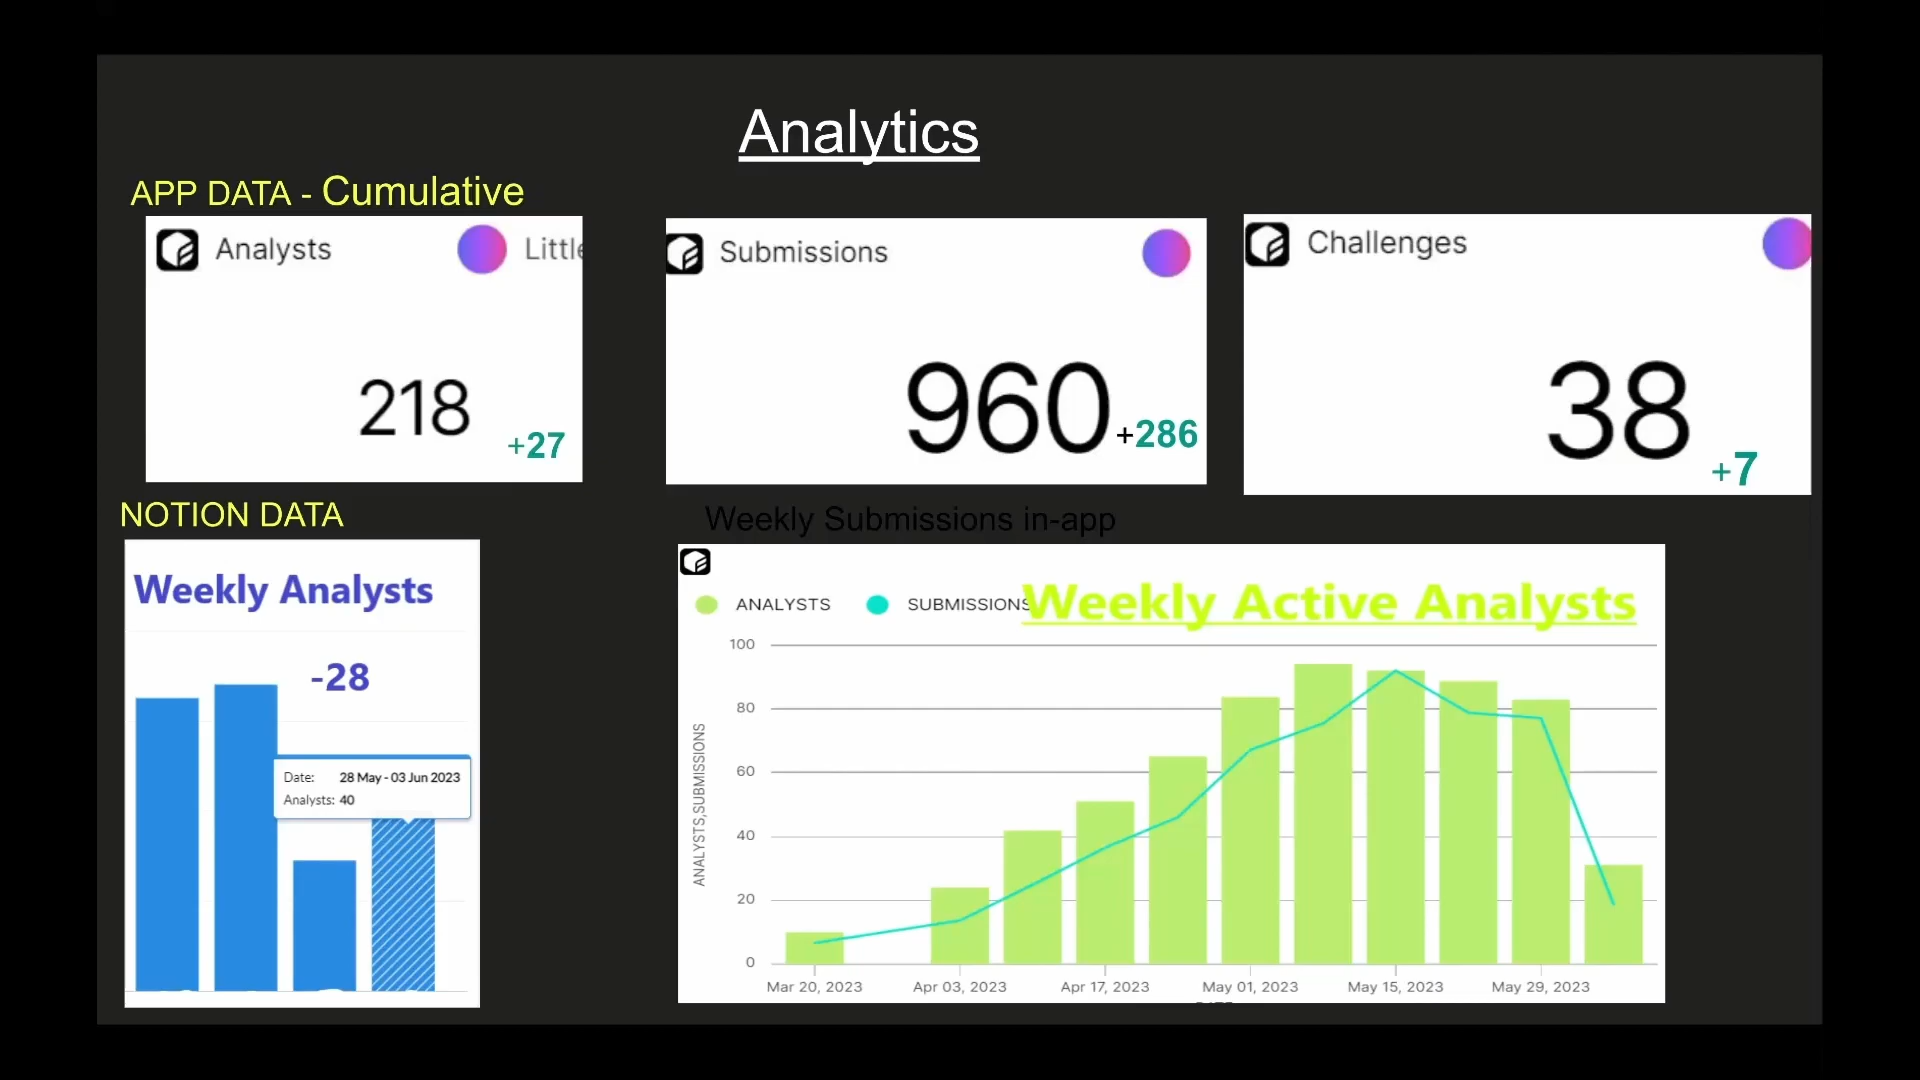 Analytics
APP DATA - Cumulative
Analysts
Little
218
+27
Submissions
960
+286
Challenges
38
+7
NOTION DATA
Weekly Analysts
-28
Date: 28 May - 03 Jun 2023
Analysts: 40
Weekly Submissions in-app
ANALYSTS
SUBMISSIONS
Weekly Active Analysts
ANALYSTS,SUBMISSIONS
100
80
60
40
20
0
Mar 20, 2023
Apr 03, 2023
Apr 17, 2023
May 01, 2023
May 15, 2023
May 29, 2023